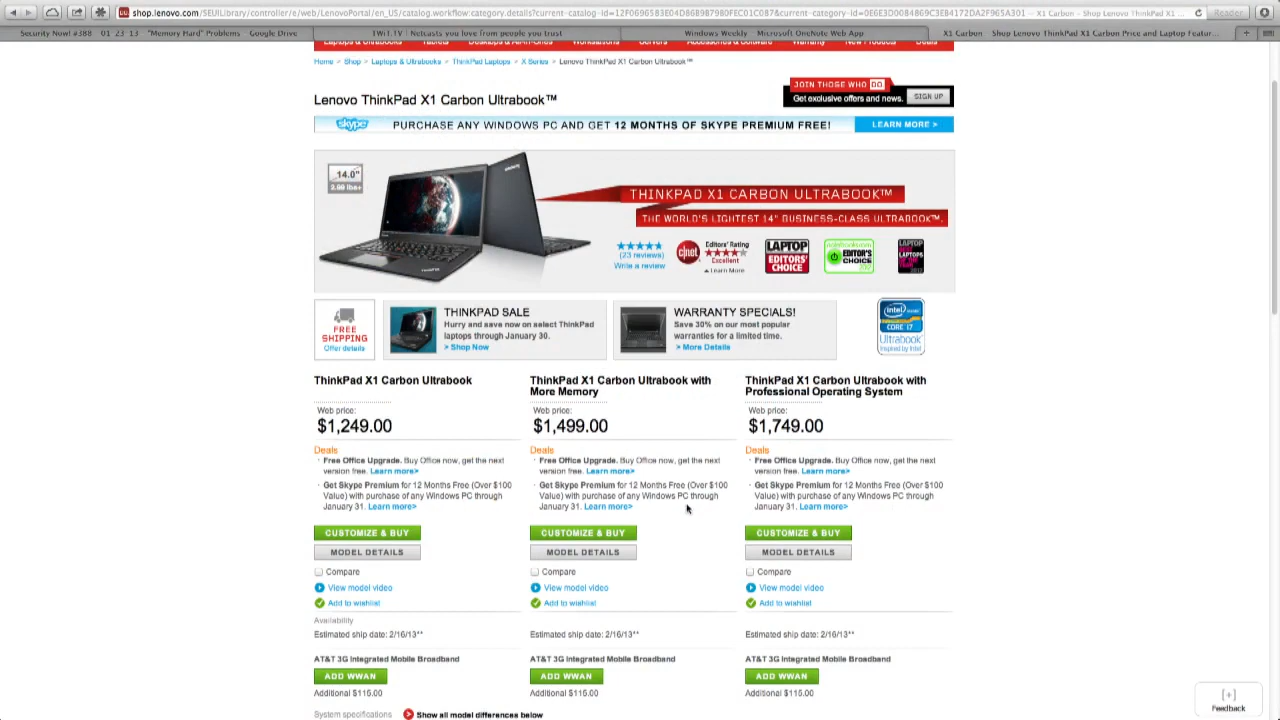 shop.lenovo.com/SEUILibrary/controller/e/web/LenovoPortal/en_US/catalog.workflow:category.details?current-catalog-id=12F0696583E04D86B9B7980FEC01C087&current-category-id=0E6E3D0084869C3E84172DA2F965A301 — X1 Carbon - Shop Lenovo ThinkPad X1 ...
Reader
Security Now! #388 01_23_13 "Memory Hard" Problems - Google Drive
TWiT.TV | Netcasts you love from people you trust
Windows Weekly - Microsoft OneNote Web App
X1 Carbon - Shop Lenovo ThinkPad X1 Carbon Price and Laptop Featur...
Laptops & Ultrabooks Tablets Desktops & All-in-Ones Workstations Servers Accessories & Software Warranty New Products Deals
Home > Shop > Laptops & Ultrabooks > ThinkPad Laptops > X Series > Lenovo ThinkPad X1 Carbon Ultrabook™
JOIN THOSE WHO DO
Get exclusive offers and news. SIGN UP
Lenovo ThinkPad X1 Carbon Ultrabook™
skype PURCHASE ANY WINDOWS PC AND GET 12 MONTHS OF SKYPE PREMIUM FREE! LEARN MORE >
14.0"
2.99 lbs+
THINKPAD X1 CARBON ULTRABOOK™
THE WORLD'S LIGHTEST 14" BUSINESS-CLASS ULTRABOOK™.
(23 reviews)
Write a review
cnet Editors' Rating
Excellent
Learn More
LAPTOP
EDITORS' CHOICE
EDITOR'S CHOICE
LAPTOP
FREE SHIPPING
Offer details
THINKPAD SALE
Hurry and save now on select ThinkPad
laptops through January 30.
> Shop Now
WARRANTY SPECIALS!
Save 30% on our most popular
warranties for a limited time.
> More Details
intel
CORE i7
Ultrabook
Inspired by Intel
ThinkPad X1 Carbon Ultrabook
Web price:
$1,249.00
Deals
Free Office Upgrade. Buy Office now, get the next
version free. Learn more>
Get Skype Premium for 12 Months Free (Over $100
Value) with purchase of any Windows PC through
January 31. Learn more>
CUSTOMIZE & BUY
MODEL DETAILS
Compare
View model video
Add to wishlist
Availability
Estimated ship date: 2/16/13**
AT&T 3G Integrated Mobile Broadband
ADD WWAN
Additional $115.00
ThinkPad X1 Carbon Ultrabook with
More Memory
Web price:
$1,499.00
Deals
Free Office Upgrade. Buy Office now, get the next
version free. Learn more>
Get Skype Premium for 12 Months Free (Over $100
Value) with purchase of any Windows PC through
January 31. Learn more>
CUSTOMIZE & BUY
MODEL DETAILS
Compare
View model video
Add to wishlist
Estimated ship date: 2/16/13**
AT&T 3G Integrated Mobile Broadband
ADD WWAN
Additional $115.00
ThinkPad X1 Carbon Ultrabook with
Professional Operating System
Web price:
$1,749.00
Deals
Free Office Upgrade. Buy Office now, get the next
version free. Learn more>
Get Skype Premium for 12 Months Free (Over $100
Value) with purchase of any Windows PC through
January 31. Learn more>
CUSTOMIZE & BUY
MODEL DETAILS
Compare
View model video
Add to wishlist
Estimated ship date: 2/16/13**
AT&T 3G Integrated Mobile Broadband
ADD WWAN
Additional $115.00
System specifications Show all model differences below
[+]
Feedback